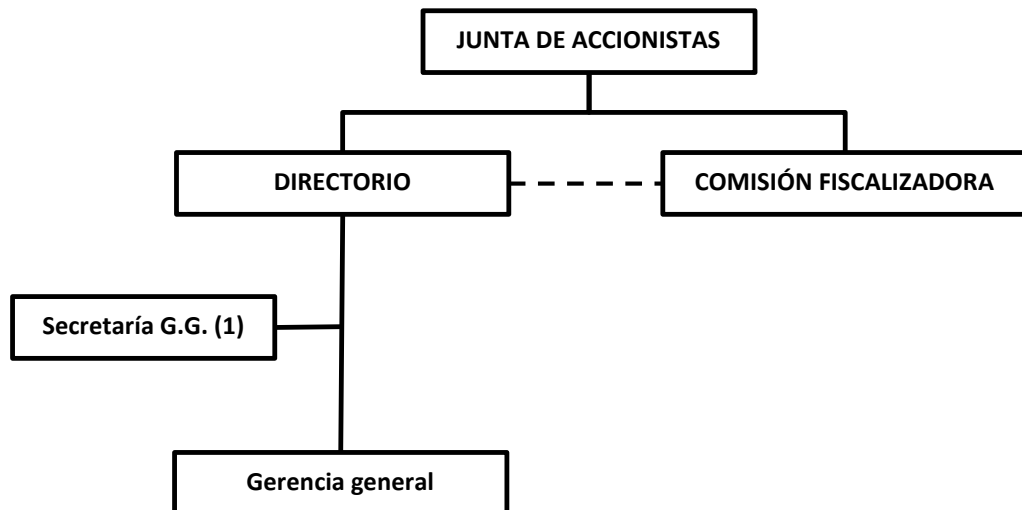 JUNTA DE ACCIONISTAS
DIRECTORIO
COMISIÓN FISCALIZADORA
Secretaría G.G. (1)
Gerencia general